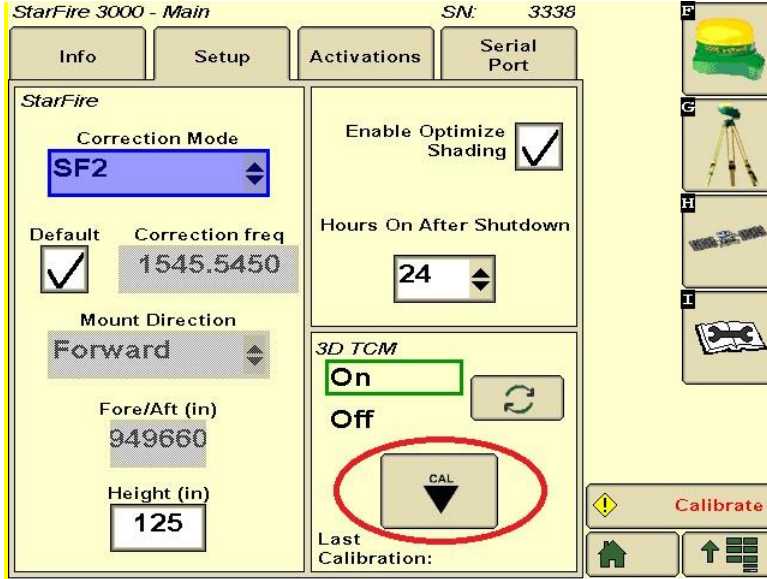 StarFire 3000 - Main SN: 3338
Info
Setup
Activations
Serial
Port
StarFire
Correction Mode
SF2
Default
Correction freq
1545.5450
Mount Direction
Forward
Fore/Aft (in)
949660
Height (in)
125
Enable Optimize
Shading
Hours On After Shutdown
24
3D TCM
On
Off
CAL
Last
Calibration:
F
G
H
I
Calibrate